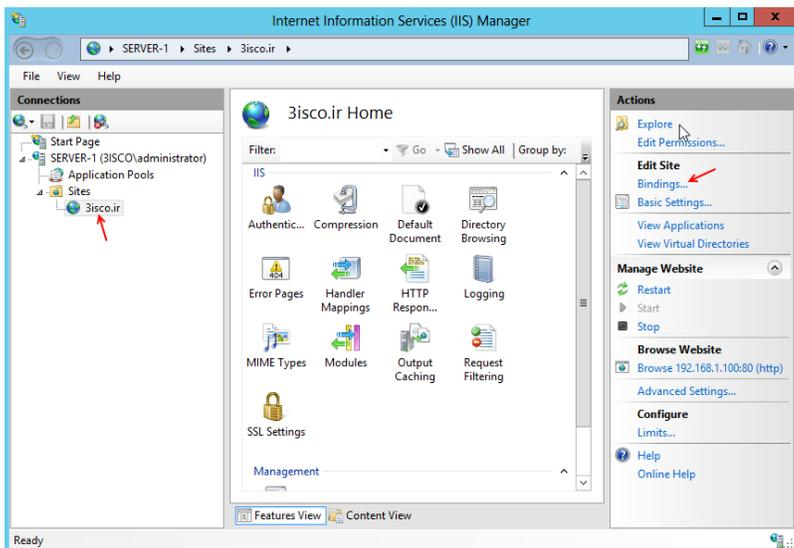 Internet Information Services (IIS) Manager
SERVER-1 Sites 3isco.ir
File View Help
Connections
Start Page
SERVER-1 (3ISCO\administrator)
Application Pools
Sites
3isco.ir
3isco.ir Home
Filter: Go Show All Group by:
IIS
Authentic... Compression Default Document Directory Browsing
Error Pages Handler Mappings HTTP Respon... Logging
MIME Types Modules Output Caching Request Filtering
SSL Settings
Management
Features View Content View
Actions
Explore
Edit Permissions...
Edit Site
Bindings...
Basic Settings...
View Applications
View Virtual Directories
Manage Website
Restart
Start
Stop
Browse Website
Browse 192.168.1.100:80 (http)
Advanced Settings...
Configure
Limits...
Help
Online Help
Ready